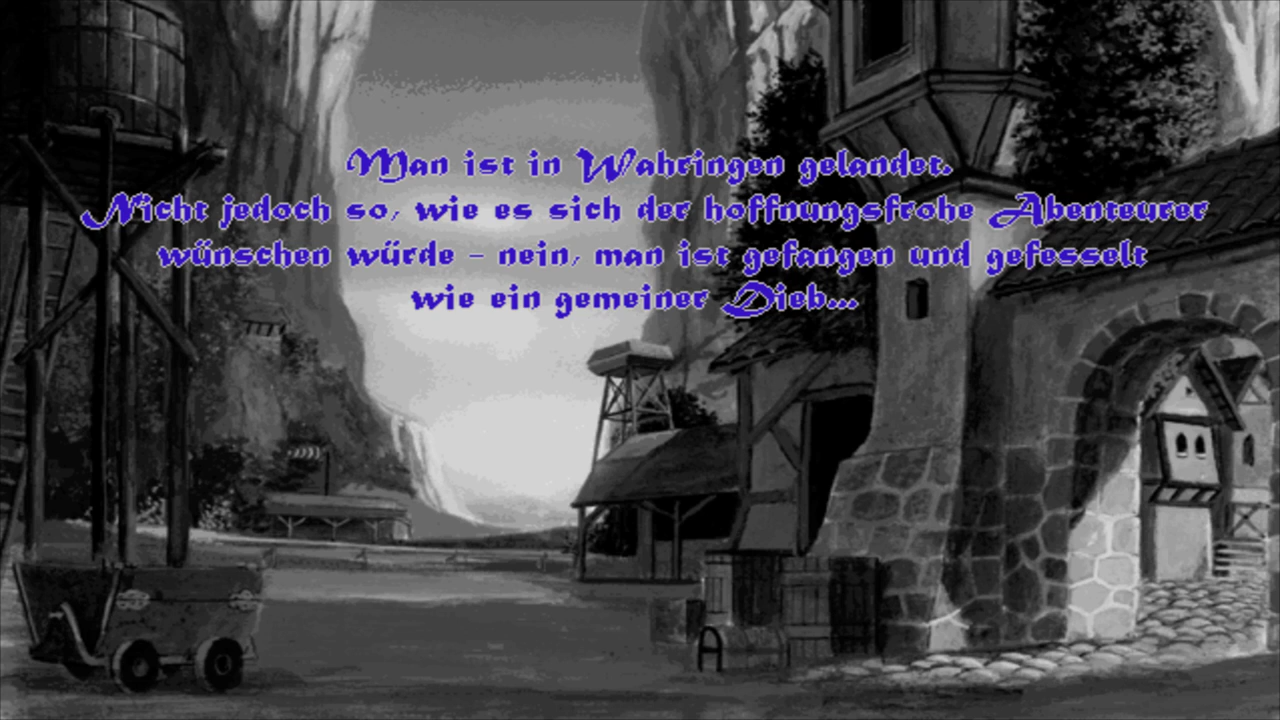 Man ist in Wahringen gelandet.
Nicht jedoch so, wie es sich der hoffnungsfrohe Abenteurer
wünschen würde - nein, man ist gefangen und gefesselt
wie ein gemeiner Dieb...